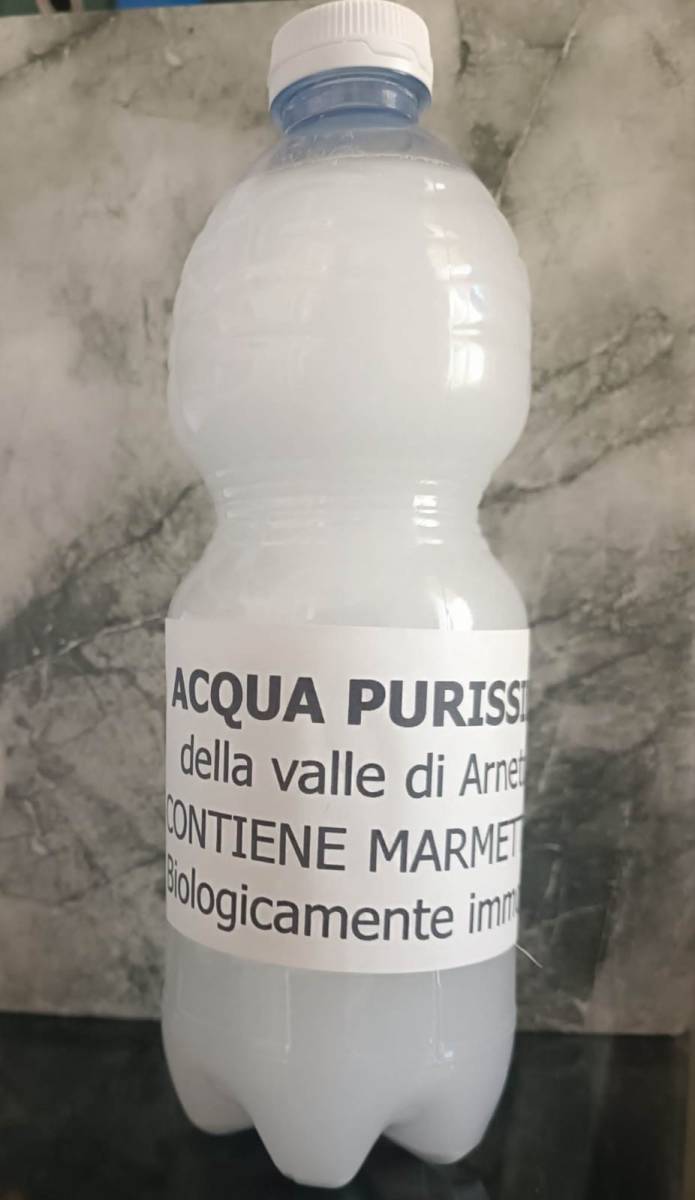 ACQUA PURISSI
della valle di Arnet
CONTIENE MARMET
Biologicamente imm